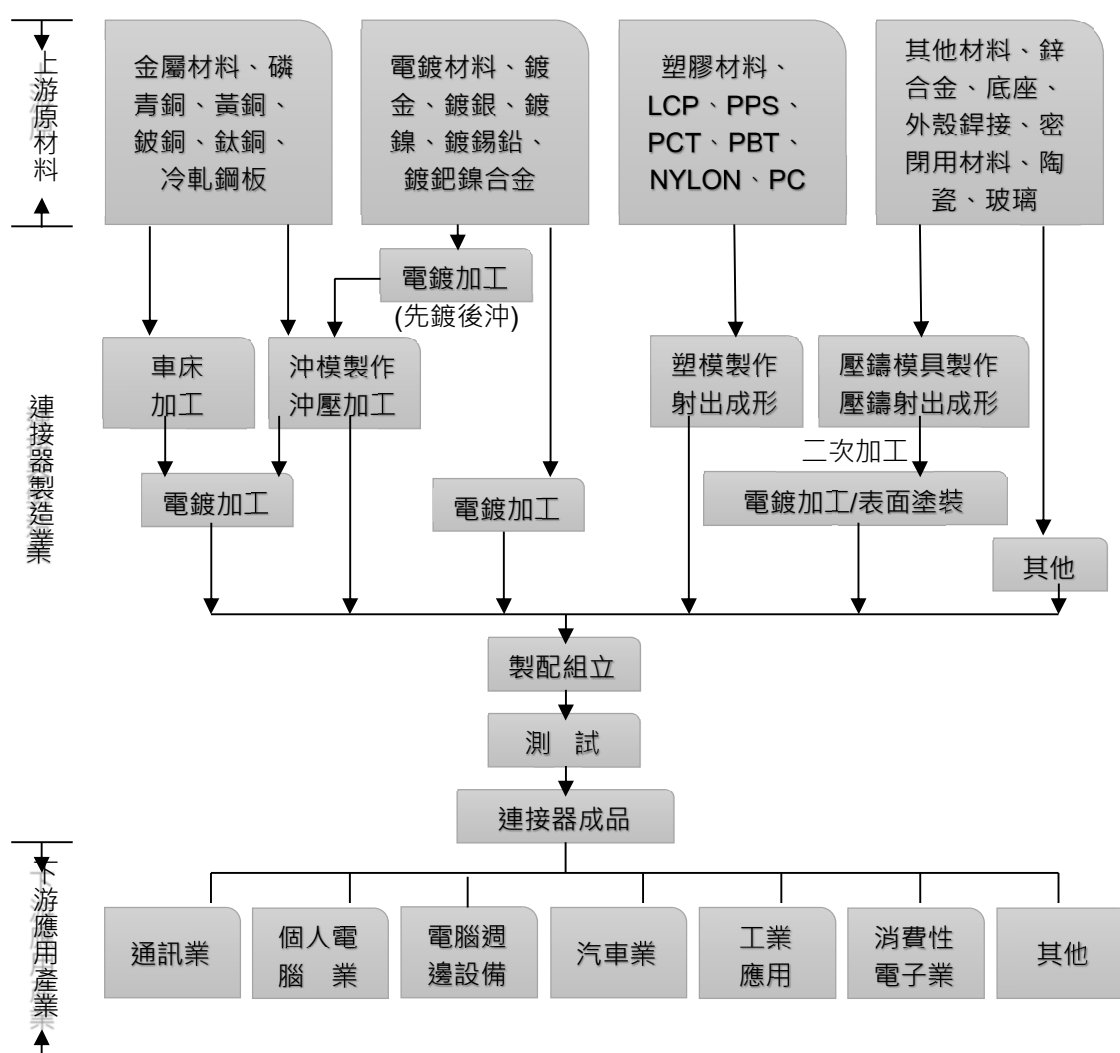 上游原材料
金屬材料、磷
青銅、黃銅、
鈹銅、鈦銅、
冷軋鋼板
電鍍材料、鍍
金、鍍銀、鍍
鎳、鍍錫鉛、
鍍鈀鎳合金
塑膠材料、
LCP、PPS、
PCT、PBT、
NYLON、PC
其他材料、鋅
合金、底座、
外殼銲接、密
閉用材料、陶
瓷、玻璃
連接器製造業
電鍍加工
(先鍍後沖)
車床
加工
沖模製作
沖壓加工
塑模製作
射出成形
壓鑄模具製作
壓鑄射出成形
二次加工
電鍍加工
電鍍加工
電鍍加工/表面塗裝
其他
製配組立
測 試
連接器成品
下游應用產業
通訊業
個人電
腦 業
電腦週
邊設備
汽車業
工業
應用
消費性
電子業
其他